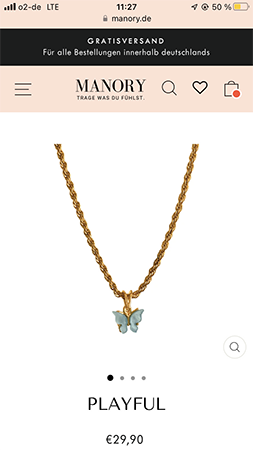 o2-de LTE 11:27 50 %
manory.de
GRATISVERSAND
Für alle Bestellungen innerhalb deutschlands
MANORY
TRAGE WAS DU FÜHLST.
PLAYFUL
€29,90